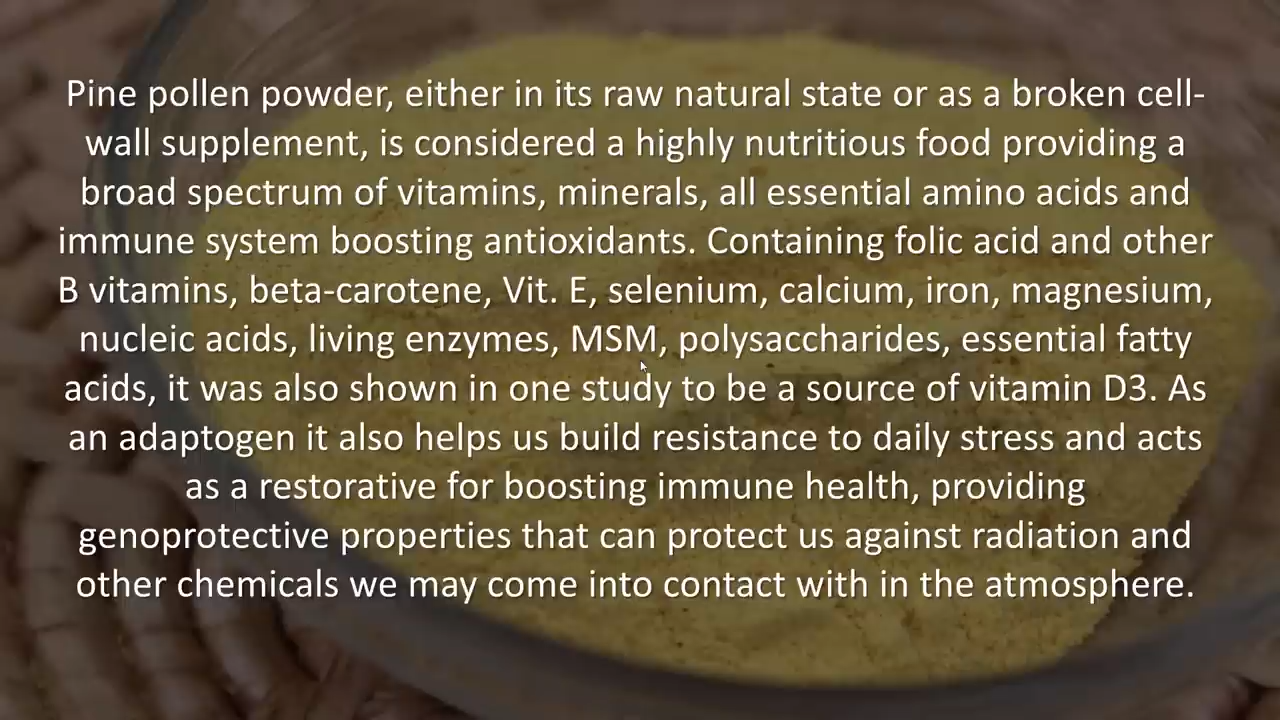 Pine pollen powder, either in its raw natural state or as a broken cell-
wall supplement, is considered a highly nutritious food providing a
broad spectrum of vitamins, minerals, all essential amino acids and
immune system boosting antioxidants. Containing folic acid and other
B vitamins, beta-carotene, Vit. E, selenium, calcium, iron, magnesium,
nucleic acids, living enzymes, MSM, polysaccharides, essential fatty
acids, it was also shown in one study to be a source of vitamin D3. As
an adaptogen it also helps us build resistance to daily stress and acts
as a restorative for boosting immune health, providing
genoprotective properties that can protect us against radiation and
other chemicals we may come into contact with in the atmosphere.